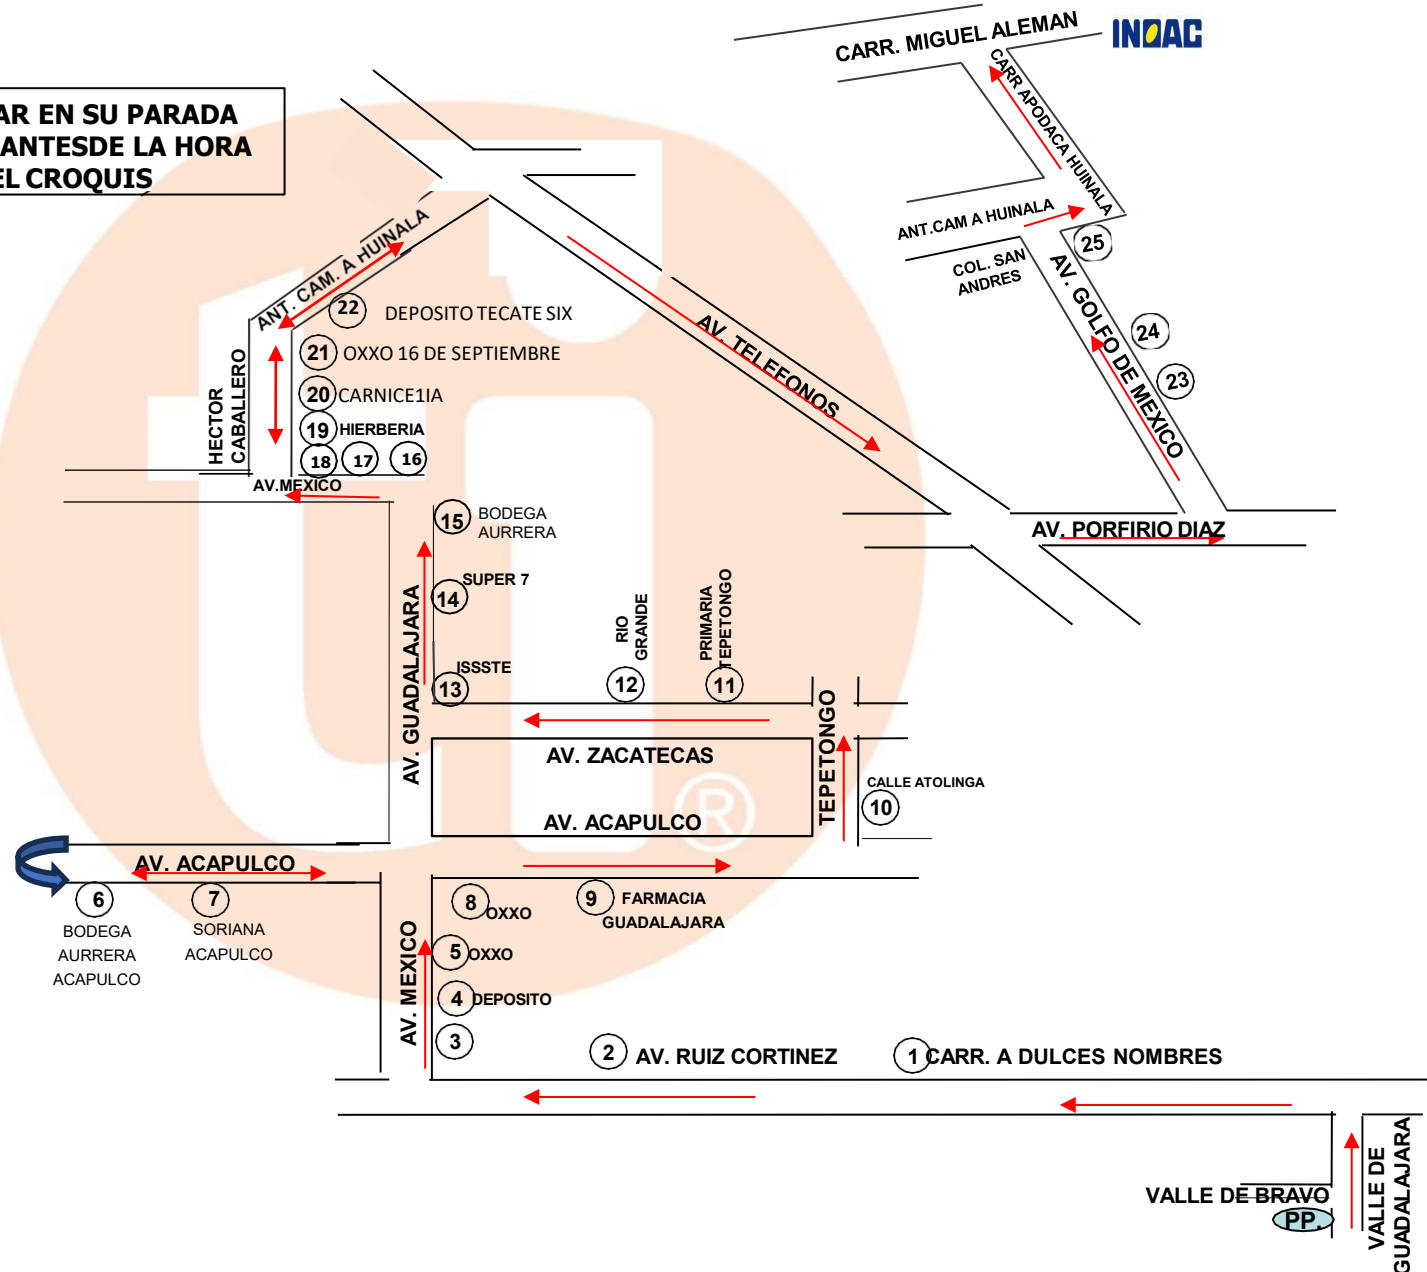 CARR. MIGUEL ALEMAN
INOAC
AR EN SU PARADA
ANTESDE LA HORA
EL CROQUIS
CARR APODACA HUINALA
ANT.CAM A HUINALA
25
COL. SAN
ANDRES
AV. GOLFO DE MEXICO
24
23
ANT. CAM. A HUINALA
22 DEPOSITO TECATE SIX
21 OXXO 16 DE SEPTIEMBRE
20 CARNICE1IA
19 HIERBERIA
18 17 16
HECTOR
CABALLERO
AV. TELEFONOS
AV.MEXICO
15 BODEGA
AURRERA
AV. PORFIRIO DIAZ
14 SUPER 7
AV. GUADALAJARA
13 ISSSTE
RIO
GRANDE
12
PRIMARIA
TEPETONGO
11
AV. ZACATECAS
TEPETONGO
CALLE ATOLINGA
10
AV. ACAPULCO
®
AV. ACAPULCO
6
BODEGA
AURRERA
ACAPULCO
7
SORIANA
ACAPULCO
8 OXXO
9 FARMACIA
GUADALAJARA
5 OXXO
4 DEPOSITO
3
AV. MEXICO
2 AV. RUIZ CORTINEZ
1 CARR. A DULCES NOMBRES
VALLE DE BRAVO
PP.
VALLE DE
GUADALAJARA